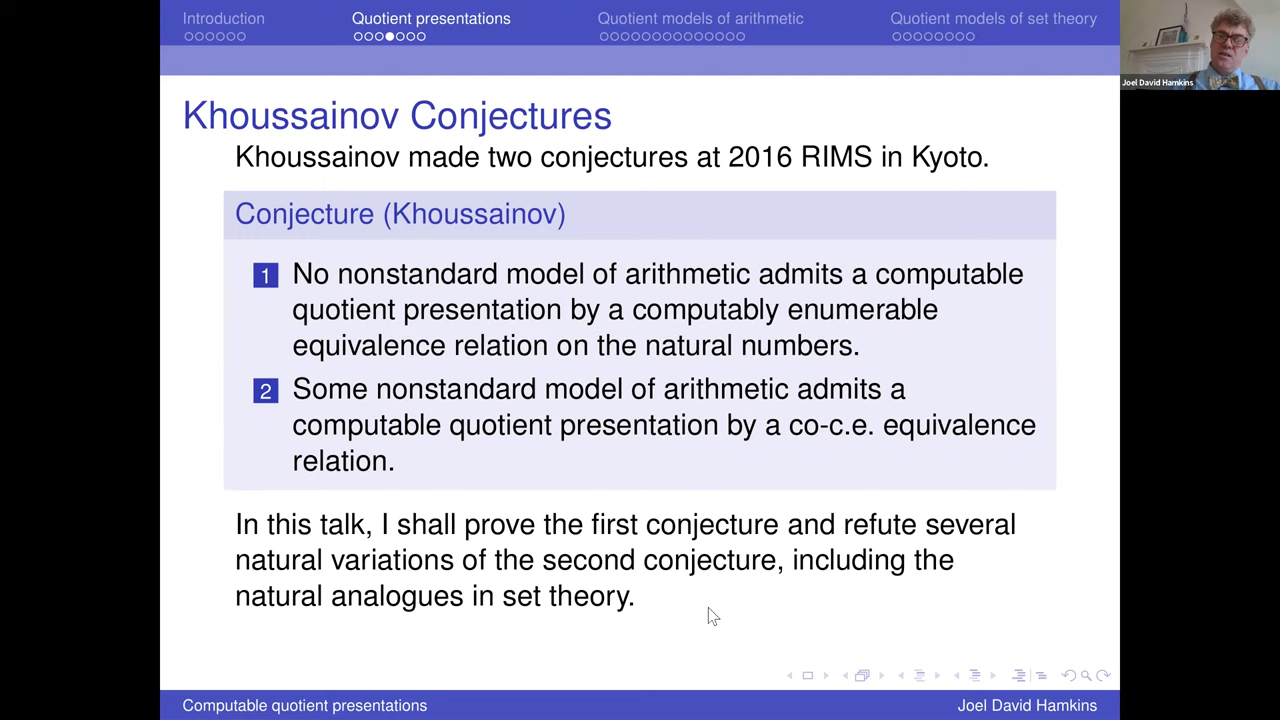 Introduction
Quotient presentations
Quotient models of arithmetic
Quotient models of set theory
Joel David Hamkins
Khoussainov Conjectures
Khoussainov made two conjectures at 2016 RIMS in Kyoto.
Conjecture (Khoussainov)
1 No nonstandard model of arithmetic admits a computable
quotient presentation by a computably enumerable
equivalence relation on the natural numbers.
2 Some nonstandard model of arithmetic admits a
computable quotient presentation by a co-c.e. equivalence
relation.
In this talk, I shall prove the first conjecture and refute several
natural variations of the second conjecture, including the
natural analogues in set theory.
Computable quotient presentations
Joel David Hamkins